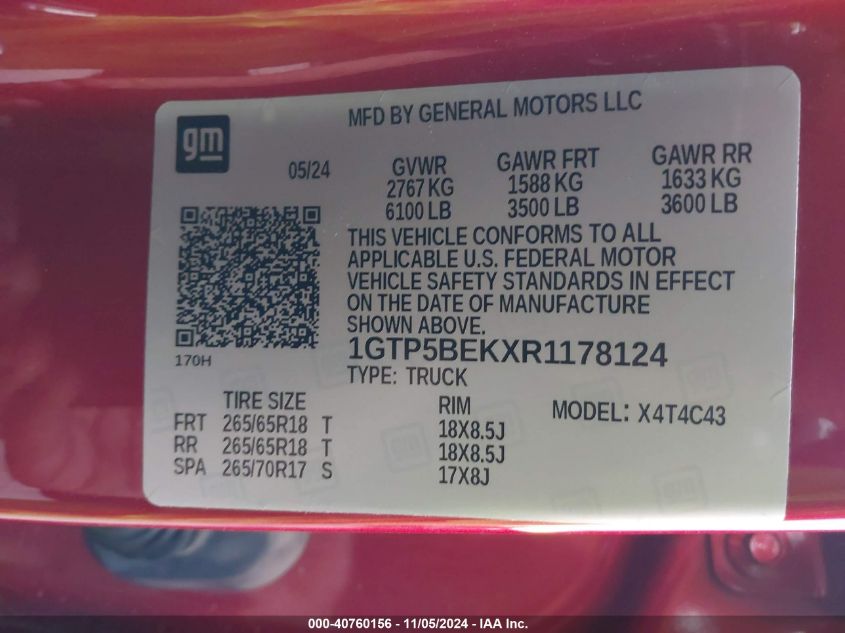 gm
MFD BY GENERAL MOTORS LLC
05/24
GVWR GAWR FRT GAWR RR
2767 KG 1588 KG 1633 KG
6100 LB 3500 LB 3600 LB
THIS VEHICLE CONFORMS TO ALL
APPLICABLE U.S. FEDERAL MOTOR
VEHICLE SAFETY STANDARDS IN EFFECT
ON THE DATE OF MANUFACTURE
SHOWN ABOVE.
170H
1GTP5BEKXR1178124
TYPE: TRUCK
TIRE SIZE RIM MODEL: X4T4C43
FRT 265/65R18 T 18X8.5J
RR 265/65R18 T 18X8.5J
SPA 265/70R17 S 17X8J
000-40760156 - 11/05/2024 - IAA Inc.